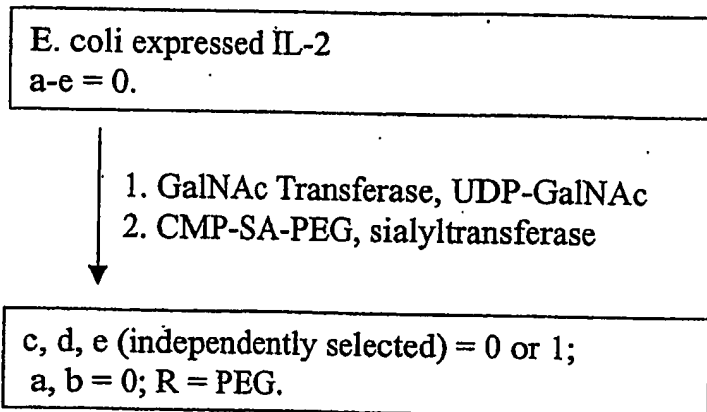 E. coli expressed IL-2
a-e = 0.
1. GalNAc Transferase, UDP-GalNAc
2. CMP-SA-PEG, sialyltransferase
c, d, e (independently selected) = 0 or 1;
a, b = 0; R = PEG.